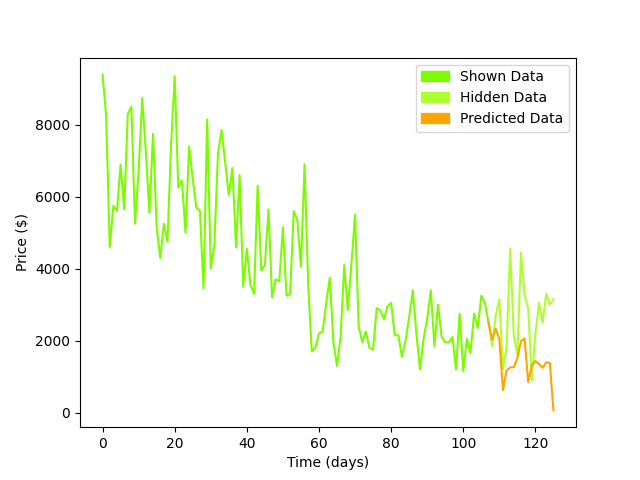 Shown Data
Hidden Data
Predicted Data
8000
6000
4000
2000
0
Price ($)
0 20 40 60 80 100 120
Time (days)